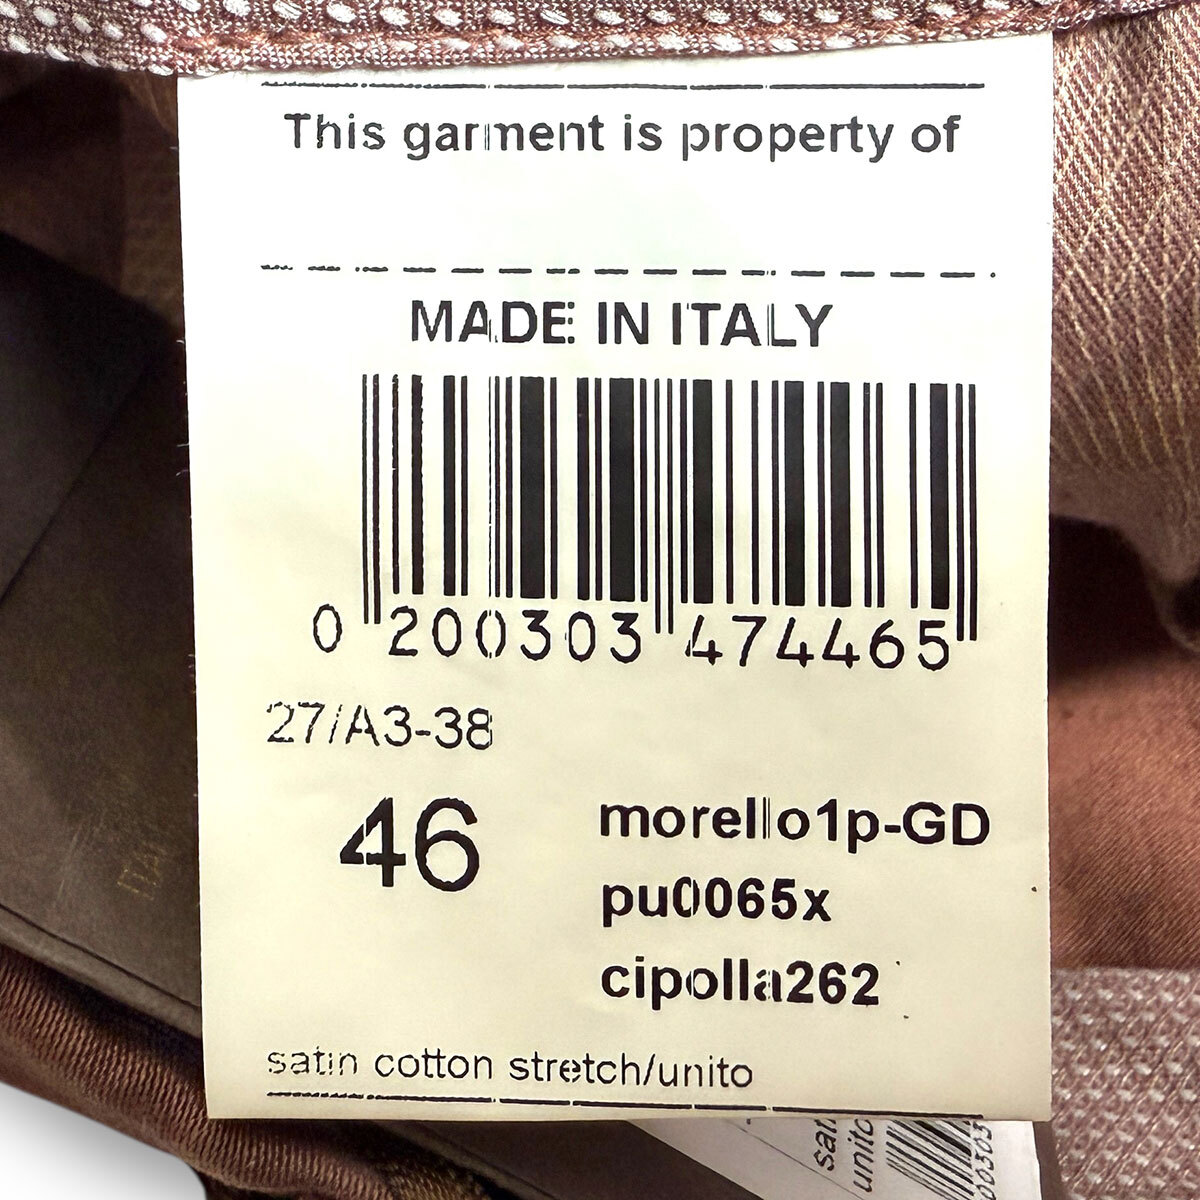 This garment is property of
MADE IN ITALY
0 200303 474465
27/A3-38
46
morello1p-GD
pu0065x
cipolla262
satin cotton stretch/unito